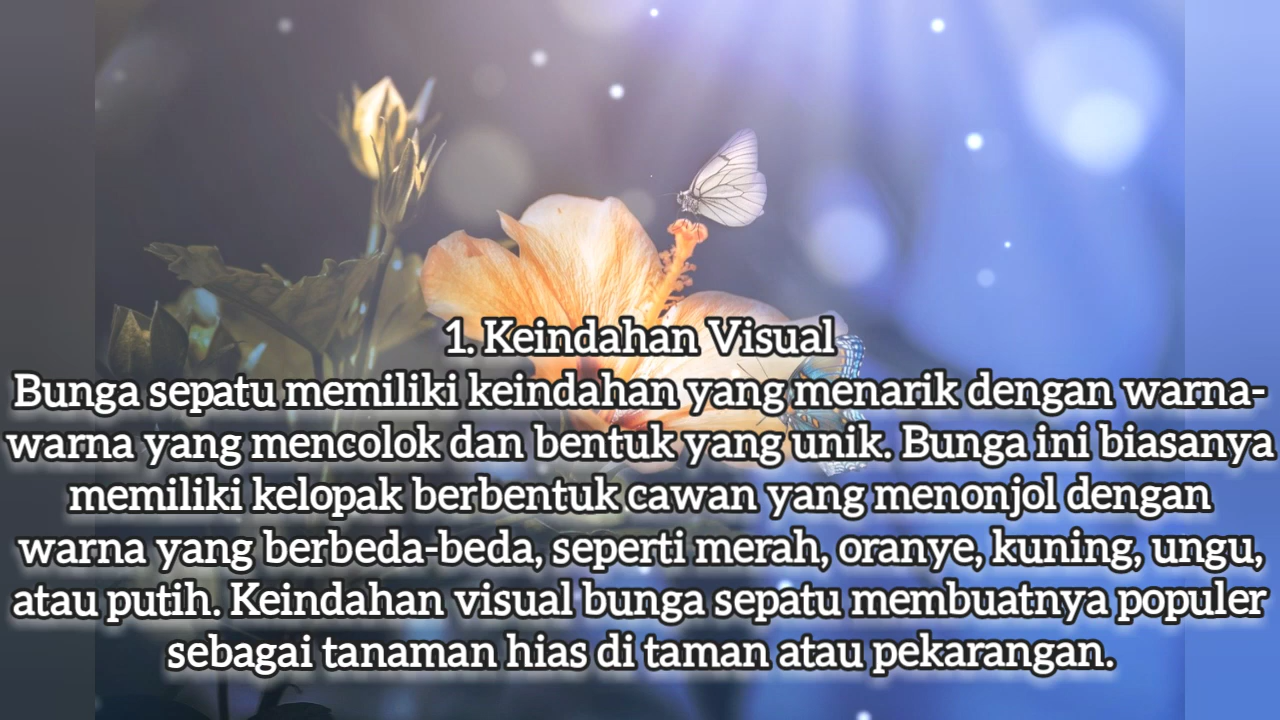 1. Keindahan Visual
Bunga sepatu memiliki keindahan yang menarik dengan warna-
warna yang mencolok dan bentuk yang unik. Bunga ini biasanya
memiliki kelopak berbentuk cawan yang menonjol dengan
warna yang berbeda-beda, seperti merah, oranye, kuning, ungu,
atau putih. Keindahan visual bunga sepatu membuatnya populer
sebagai tanaman hias di taman atau pekarangan.